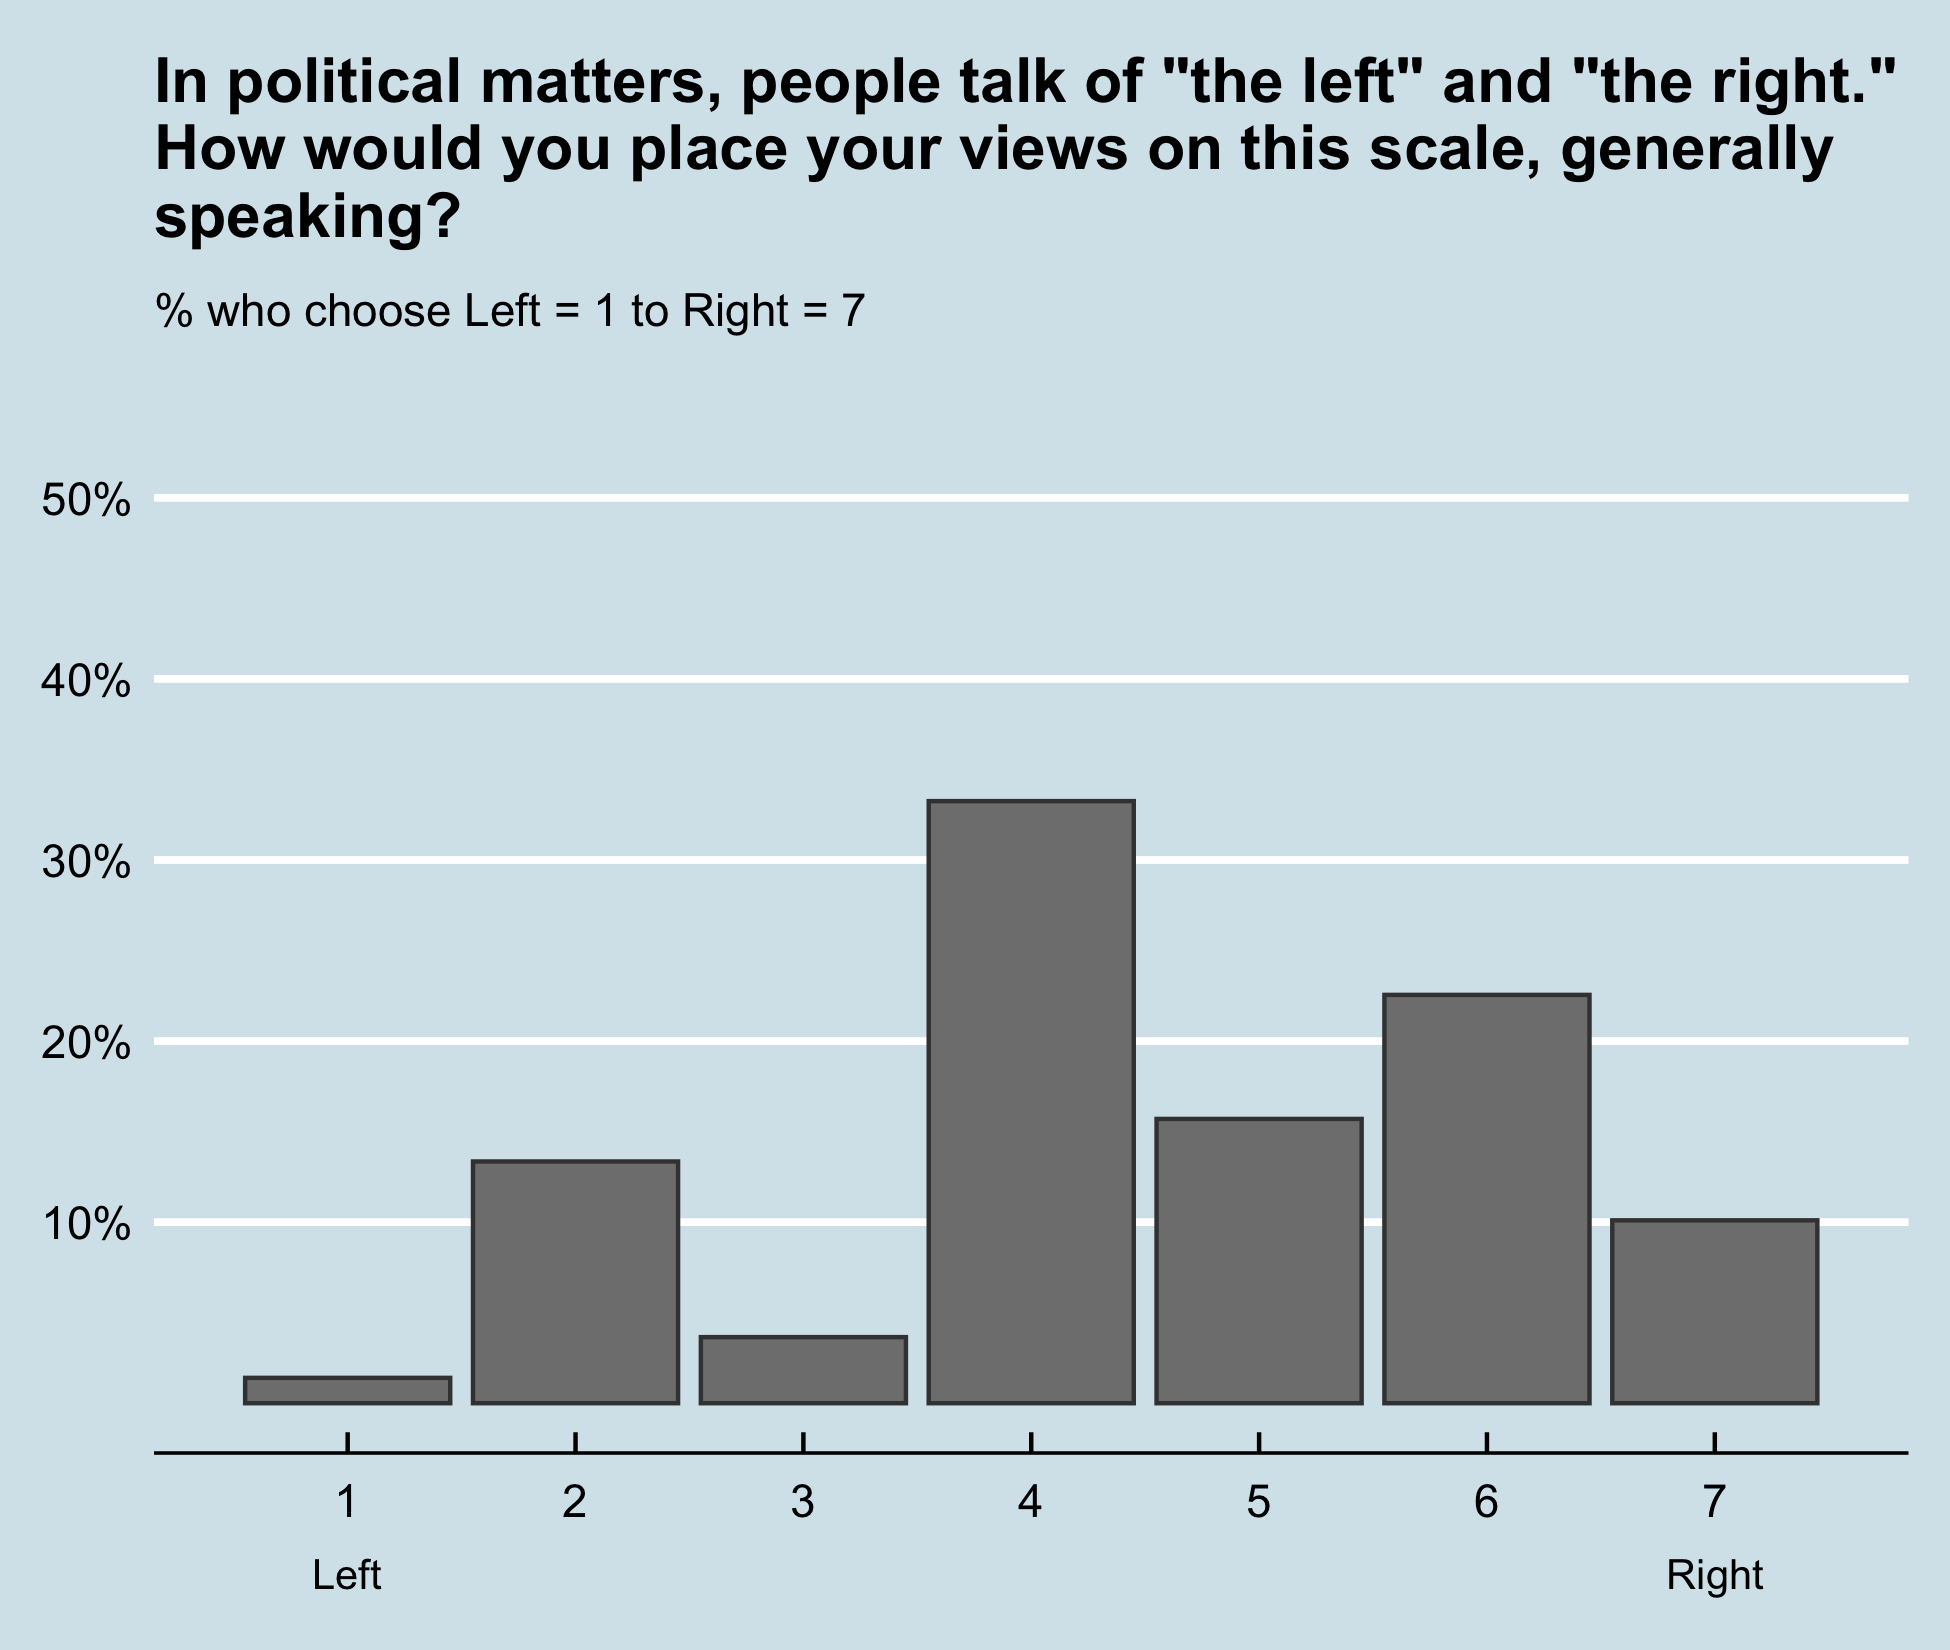 In political matters, people talk of "the left" and "the right."
How would you place your views on this scale, generally
speaking?
% who choose Left = 1 to Right = 7
50%
40%
30%
20%
10%
1 2 3 4 5 6 7
Left Right